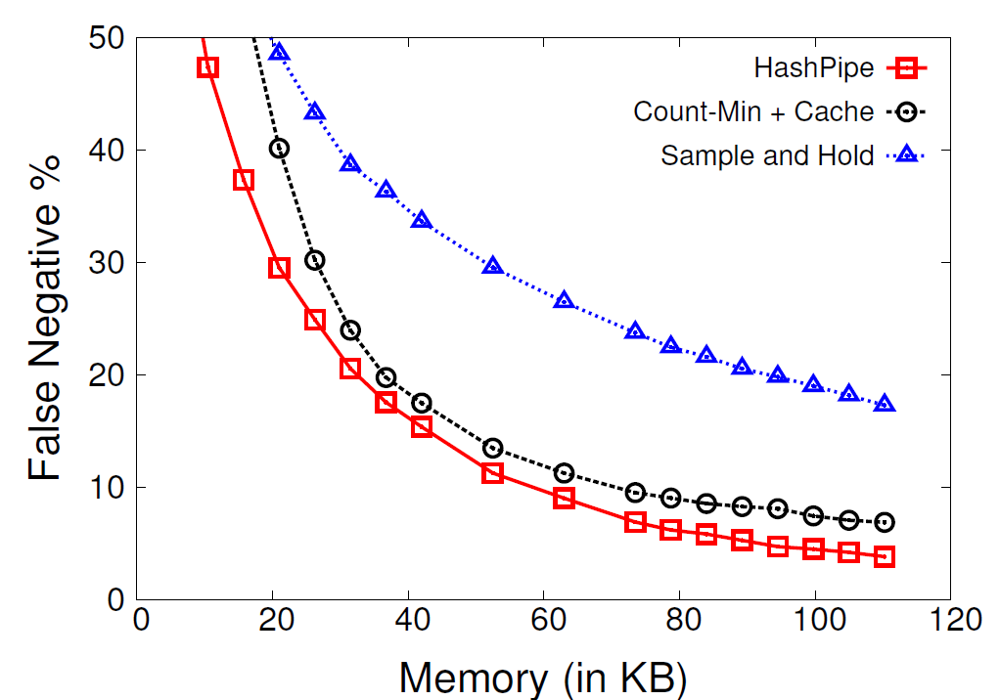 50
40
30
20
10
0
False Negative %
HashPipe
Count-Min + Cache
Sample and Hold
0 20 40 60 80 100 120
Memory (in KB)